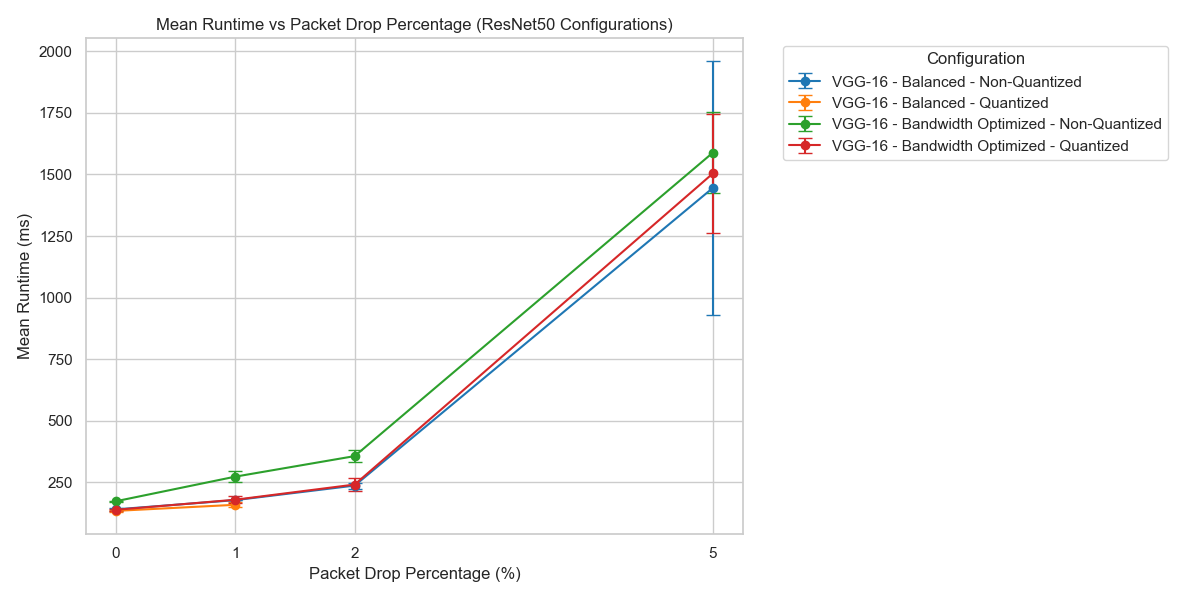 Mean Runtime vs Packet Drop Percentage (ResNet50 Configurations)
Mean Runtime (ms)
2000
1750
1500
1250
1000
750
500
250
0
1
2
5
Packet Drop Percentage (%)
Configuration
VGG-16 - Balanced - Non-Quantized
VGG-16 - Balanced - Quantized
VGG-16 - Bandwidth Optimized - Non-Quantized
VGG-16 - Bandwidth Optimized - Quantized